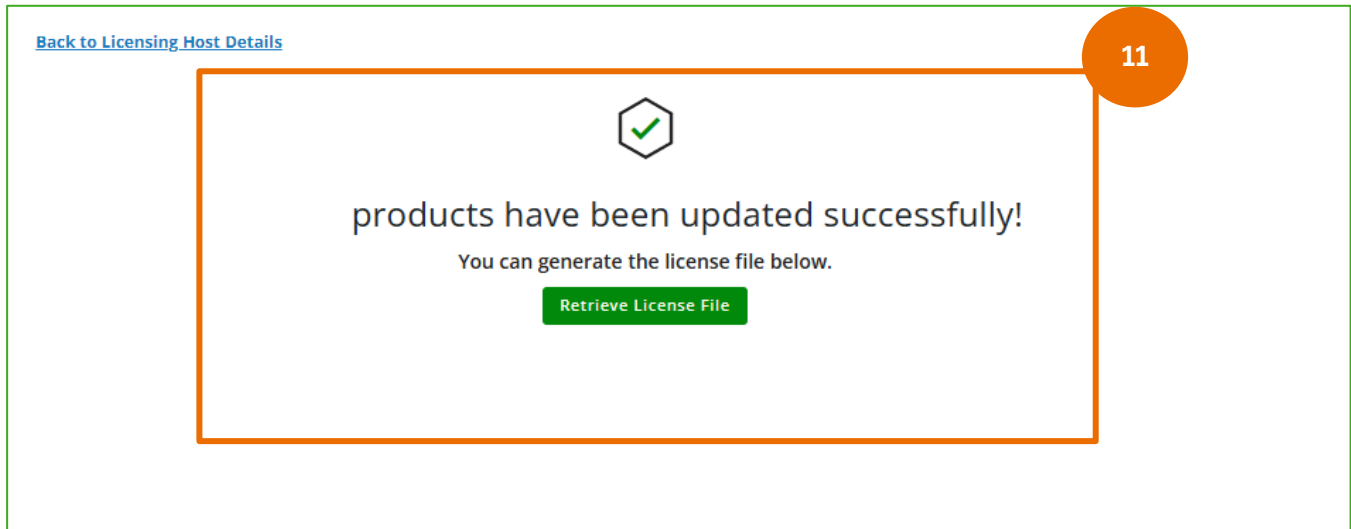 Back to Licensing Host Details
11
products have been updated successfully!
You can generate the license file below.
Retrieve License File